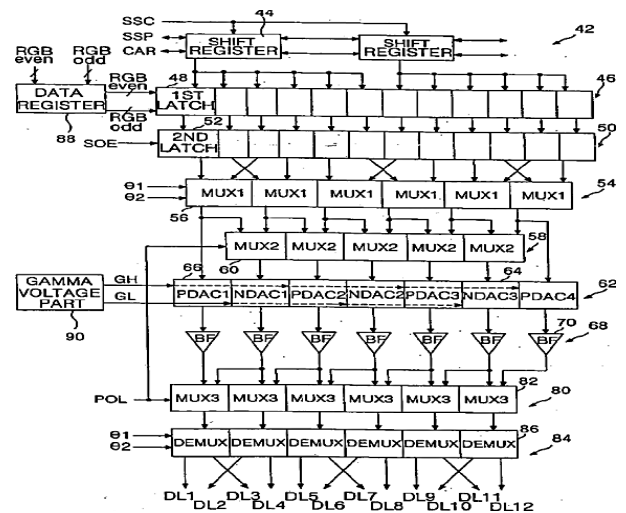 SSC 44
SSP SHIFT REGISTER SHIFT REGISTER 42
CAR
RGB even RGB odd
RGB even 48
DATA REGISTER 1ST LATCH 46
88 RGB odd 52
SOE 2ND LATCH 50
θ1 MUX1 MUX1 MUX1 MUX1 MUX1 MUX1 54
θ2
56
MUX2 MUX2 MUX2 MUX2 MUX2 58
60
66 64
GAMMA VOLTAGE PART GH PDAC1 NDAC1 PDAC2 NDAC2 PDAC3 NDAC3 PDAC4 62
GL
90
BF BF BF BF BF BF BF 70 68
POL MUX3 MUX3 MUX3 MUX3 MUX3 MUX3 82 80
θ1 DEMUX DEMUX DEMUX DEMUX DEMUX DEMUX 86 84
θ2
DL1 DL3 DL5 DL7 DL9 DL11
DL2 DL4 DL6 DL8 DL10 DL12